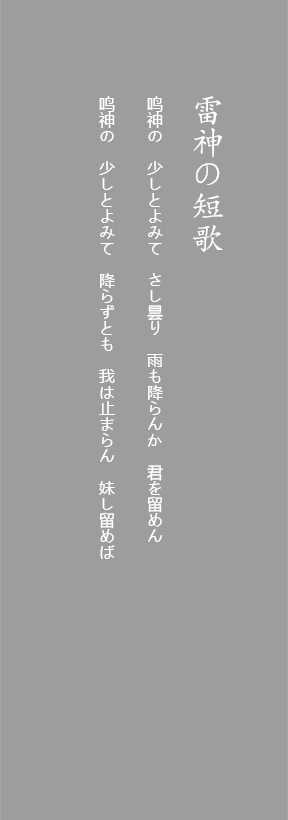 雷神の短歌
鸣神の　少しとよみて　さし曇り　雨も降らんか　君を留めん
鸣神の　少しとよみて　降らずとも　我は止まらん　妹し留めば